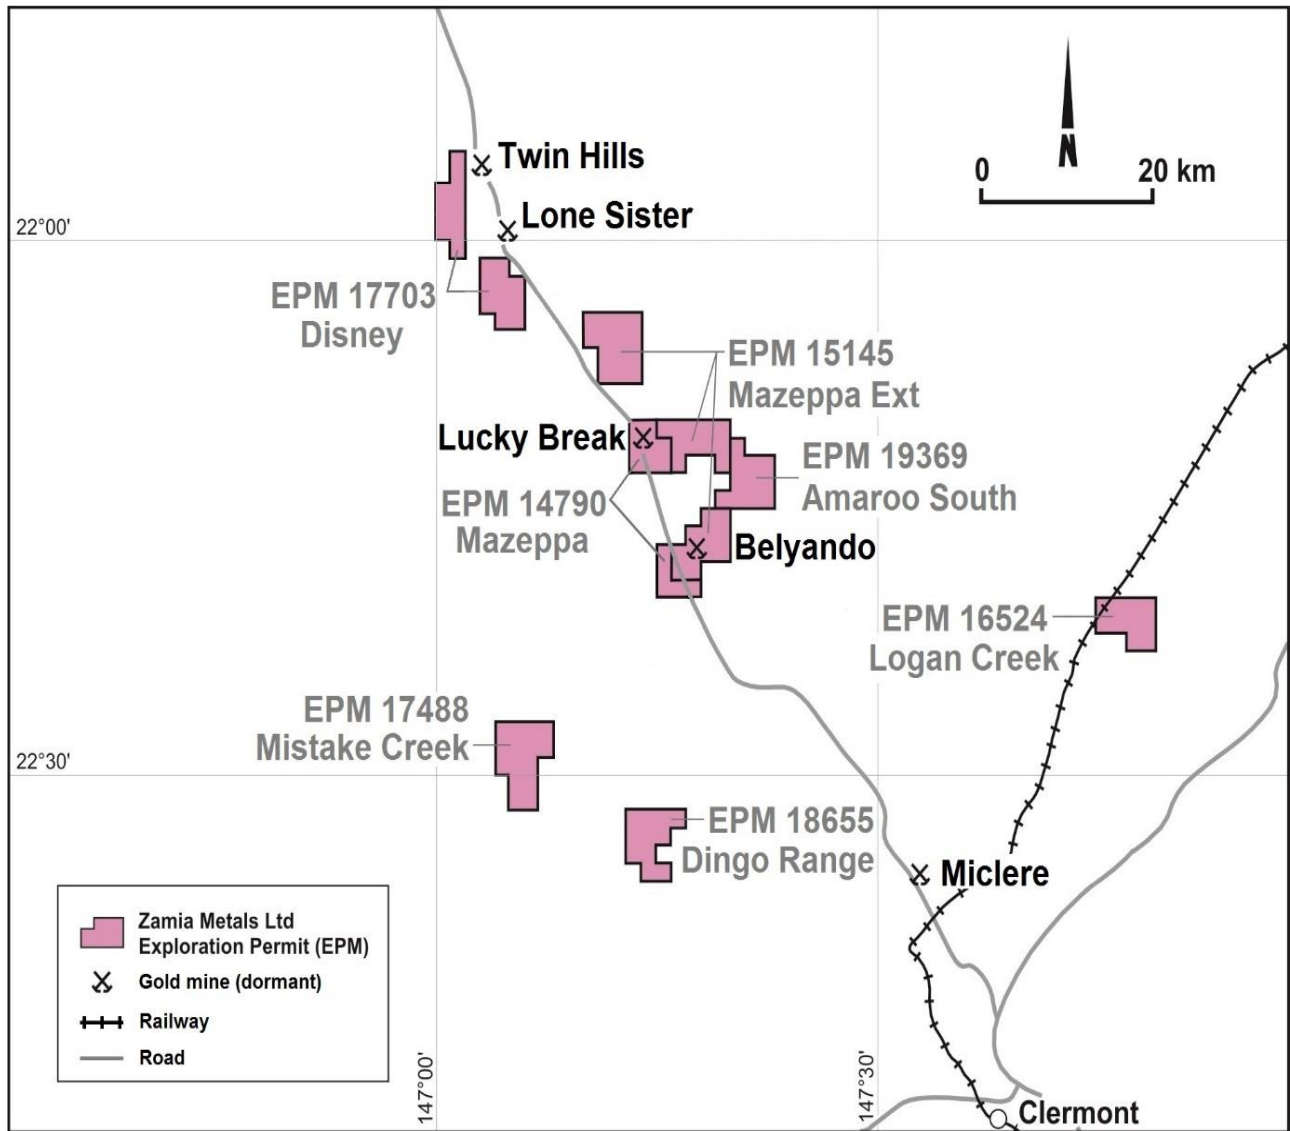 N
0 20 km
Twin Hills
Lone Sister
22°00'
EPM 17703
Disney
EPM 15145
Mazeppa Ext
Lucky Break
EPM 19369
Amaroo South
EPM 14790
Mazeppa
Belyando
EPM 16524
Logan Creek
EPM 17488
Mistake Creek
22°30'
EPM 18655
Dingo Range
Miclere
Zamia Metals Ltd
Exploration Permit (EPM)
Gold mine (dormant)
Railway
Road
147°00'
147°30'
Clermont